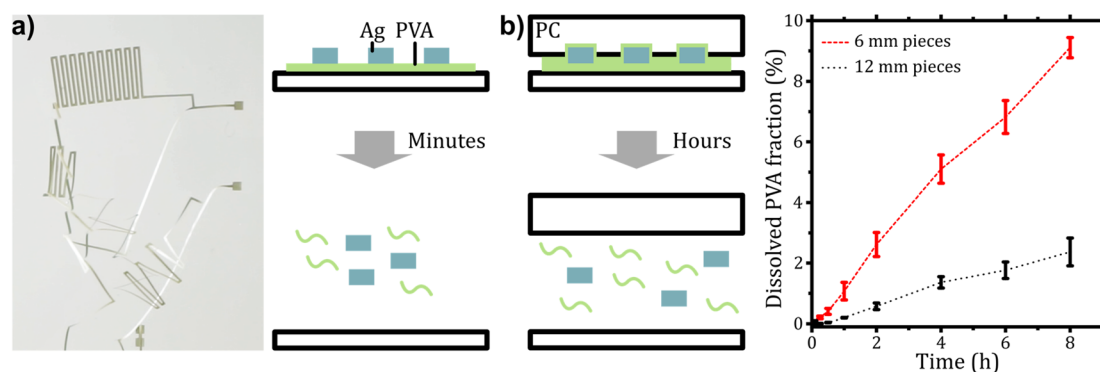 a)
Ag PVA
Minutes
b)
PC
Hours
Dissolved PVA fraction (%)
10
8
6
4
2
0
6 mm pieces
12 mm pieces
0 2 4 6 8
Time (h)